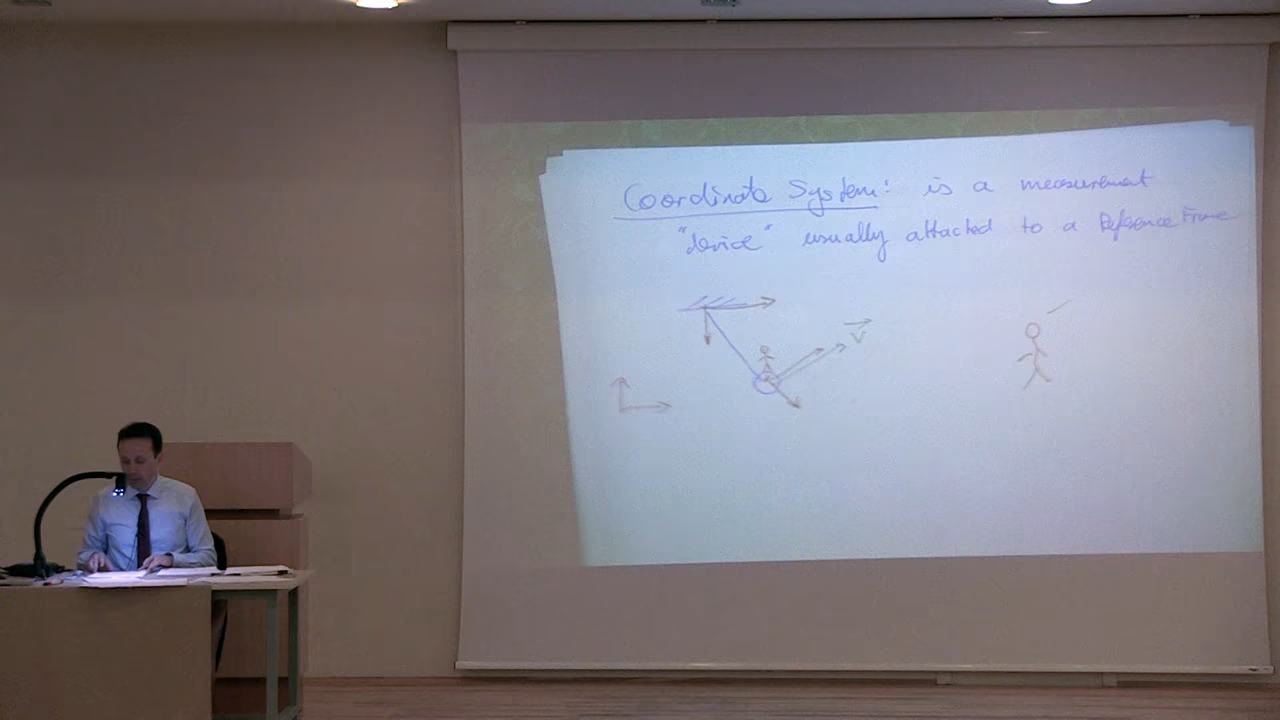 Coordinate System: is a measurement
"device" usually attached to a Reference Frame
v